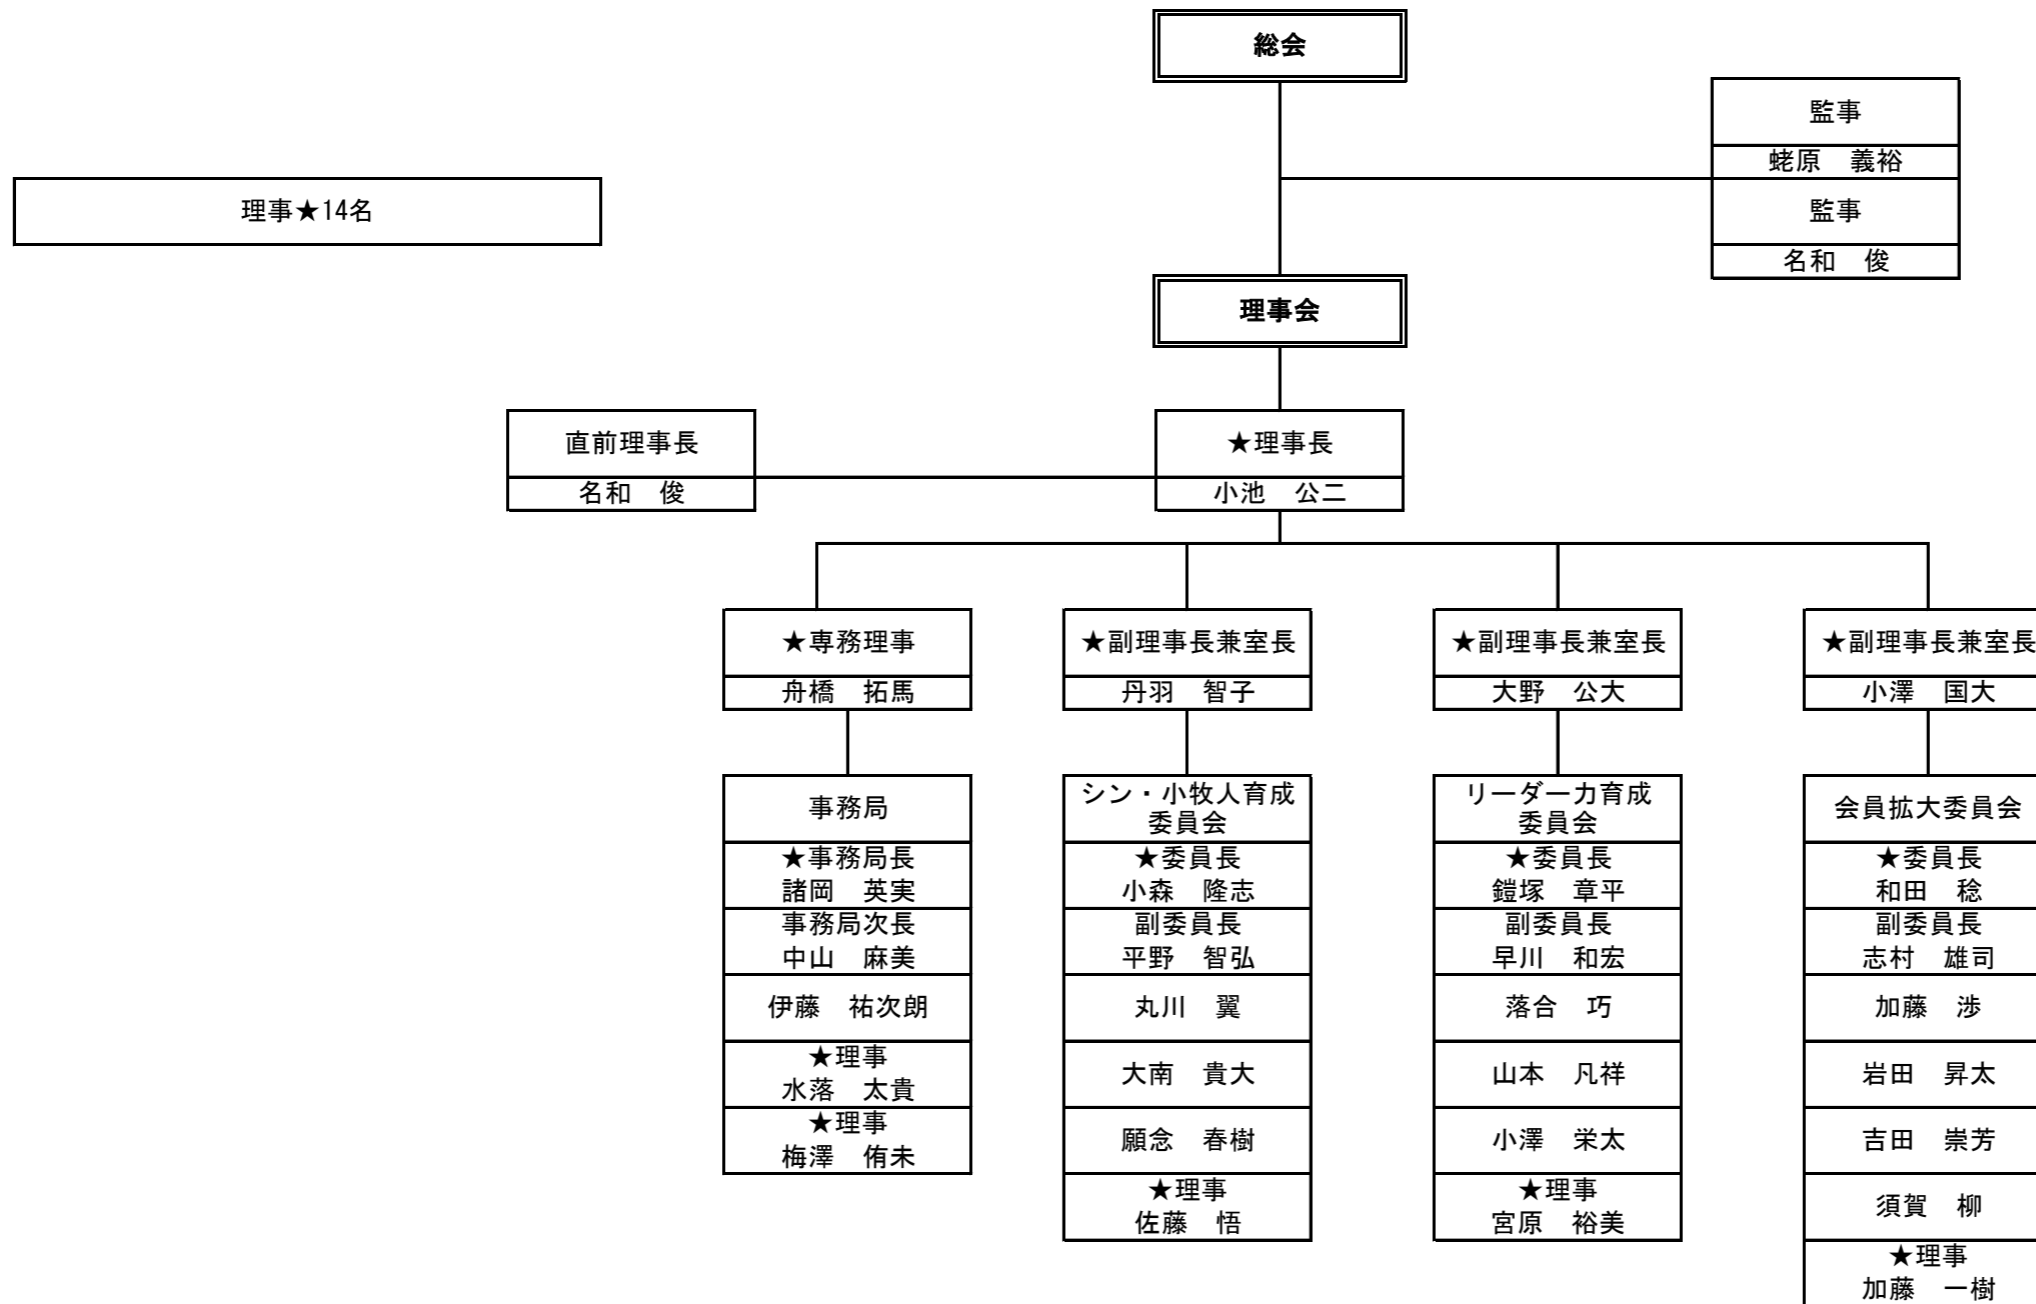 総会
監事
蛯原　義裕
理事★14名
監事
名和　俊
理事会
直前理事長
名和　俊
★理事長
小池　公二
★専務理事
舟橋　拓馬
★副理事長兼室長
丹羽　智子
★副理事長兼室長
大野　公大
★副理事長兼室長
小澤　国大
事務局
★事務局長
諸岡　英実
事務局次長
中山　麻美
伊藤　祐次朗
★理事
水落　太貴
★理事
梅澤　侑未
シン・小牧人育成
委員会
★委員長
小森　隆志
副委員長
平野　智弘
丸川　翼
大南　貴大
願念　春樹
★理事
佐藤　悟
リーダー力育成
委員会
★委員長
鎧塚　章平
副委員長
早川　和宏
落合　巧
山本　凡祥
小澤　栄太
★理事
宮原　裕美
会員拡大委員会
★委員長
和田　稔
副委員長
志村　雄司
加藤　渉
岩田　昇太
吉田　崇芳
須賀　柳
★理事
加藤　一樹